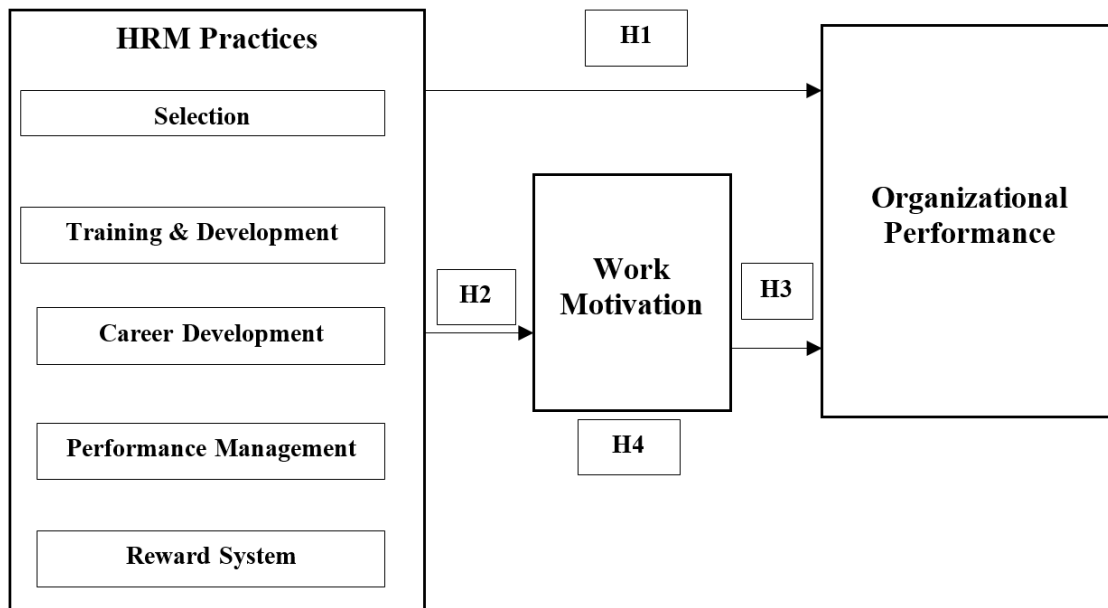 HRM Practices
Selection
Training & Development
Career Development
Performance Management
Reward System
H1
H2
Work
Motivation
H3
H4
Organizational
Performance